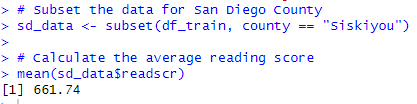 > # Subset the data for San Diego County
> sd_data <- subset(df_train, county == "Siskiyou")
>
> # Calculate the average reading score
> mean(sd_data$readscr)
[1] 661.74